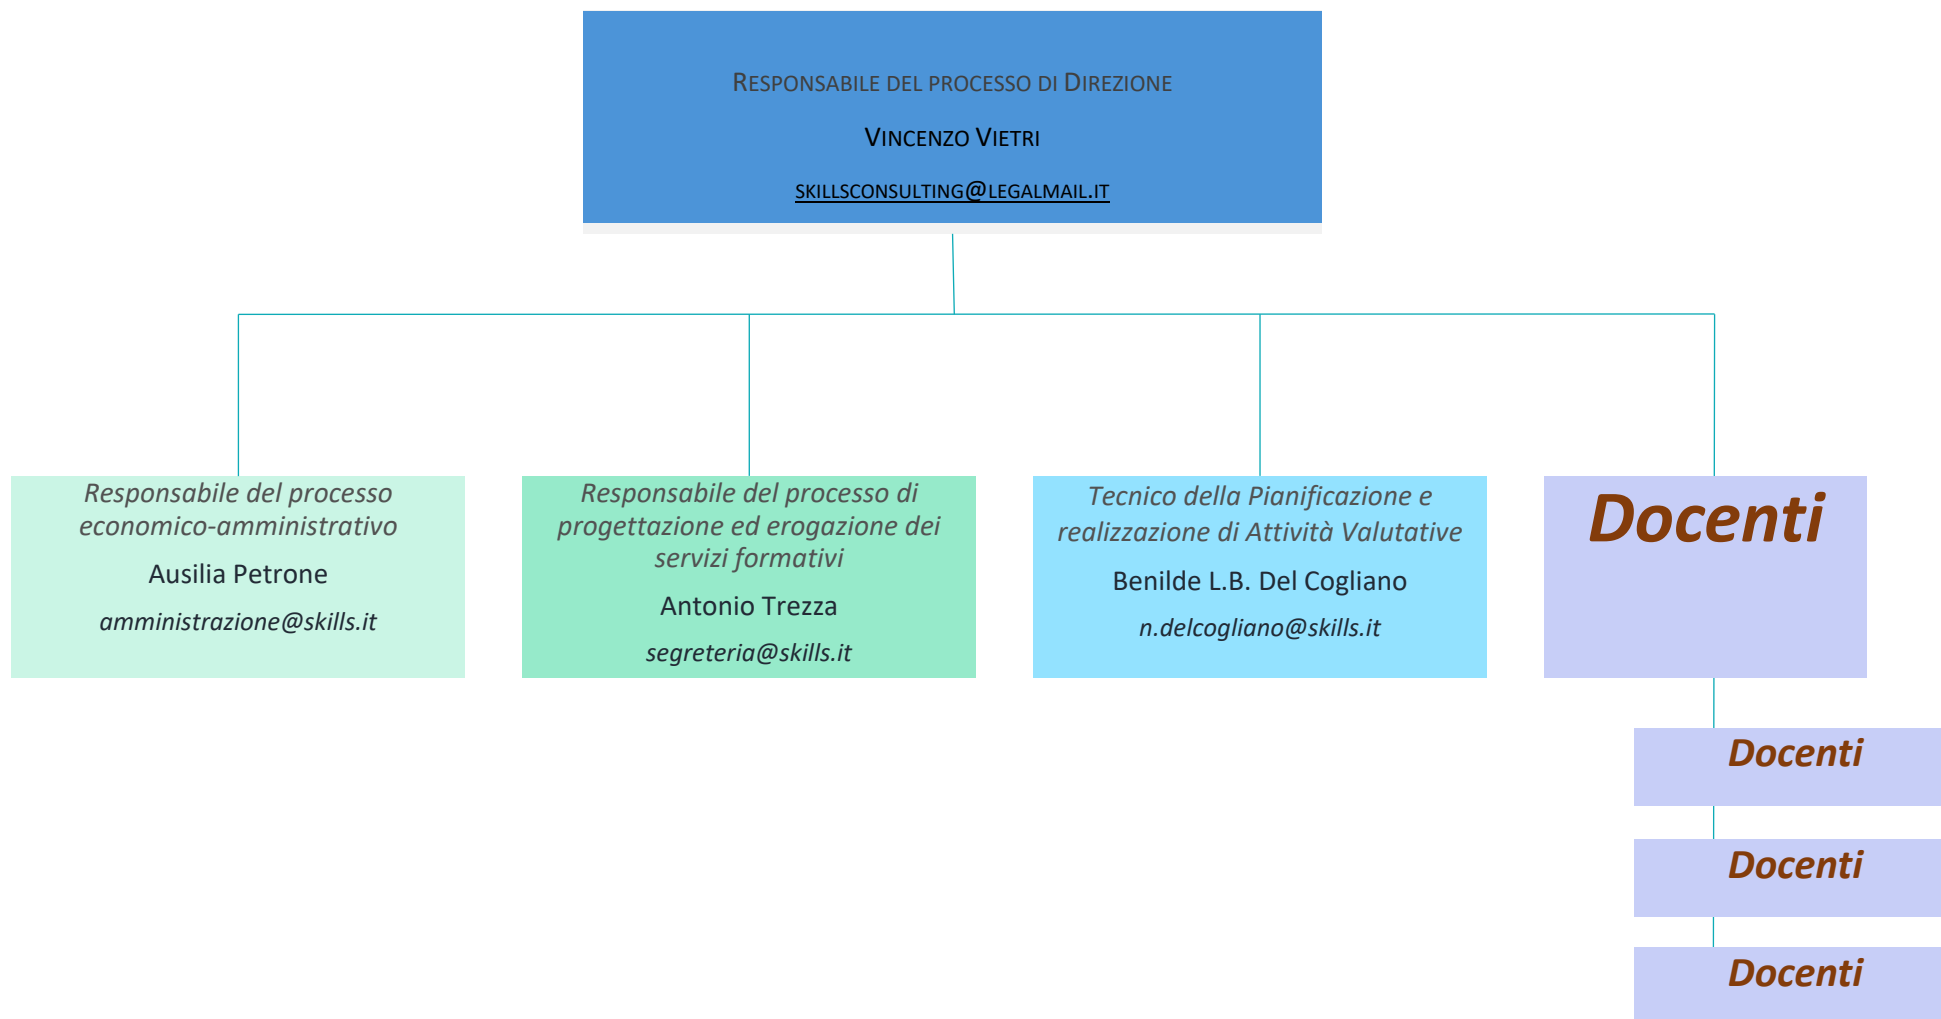 Responsabile del processo di Direzione
Vincenzo Vietri
skillsconsulting@legalmail.it
Responsabile del processo
economico-amministrativo
Ausilia Petrone
amministrazione@skills.it
Responsabile del processo di
progettazione ed erogazione dei
servizi formativi
Antonio Trezza
segreteria@skills.it
Tecnico della Pianificazione e
realizzazione di Attività Valutative
Benilde L.B. Del Cogliano
n.delcogliano@skills.it
Docenti
Docenti
Docenti
Docenti